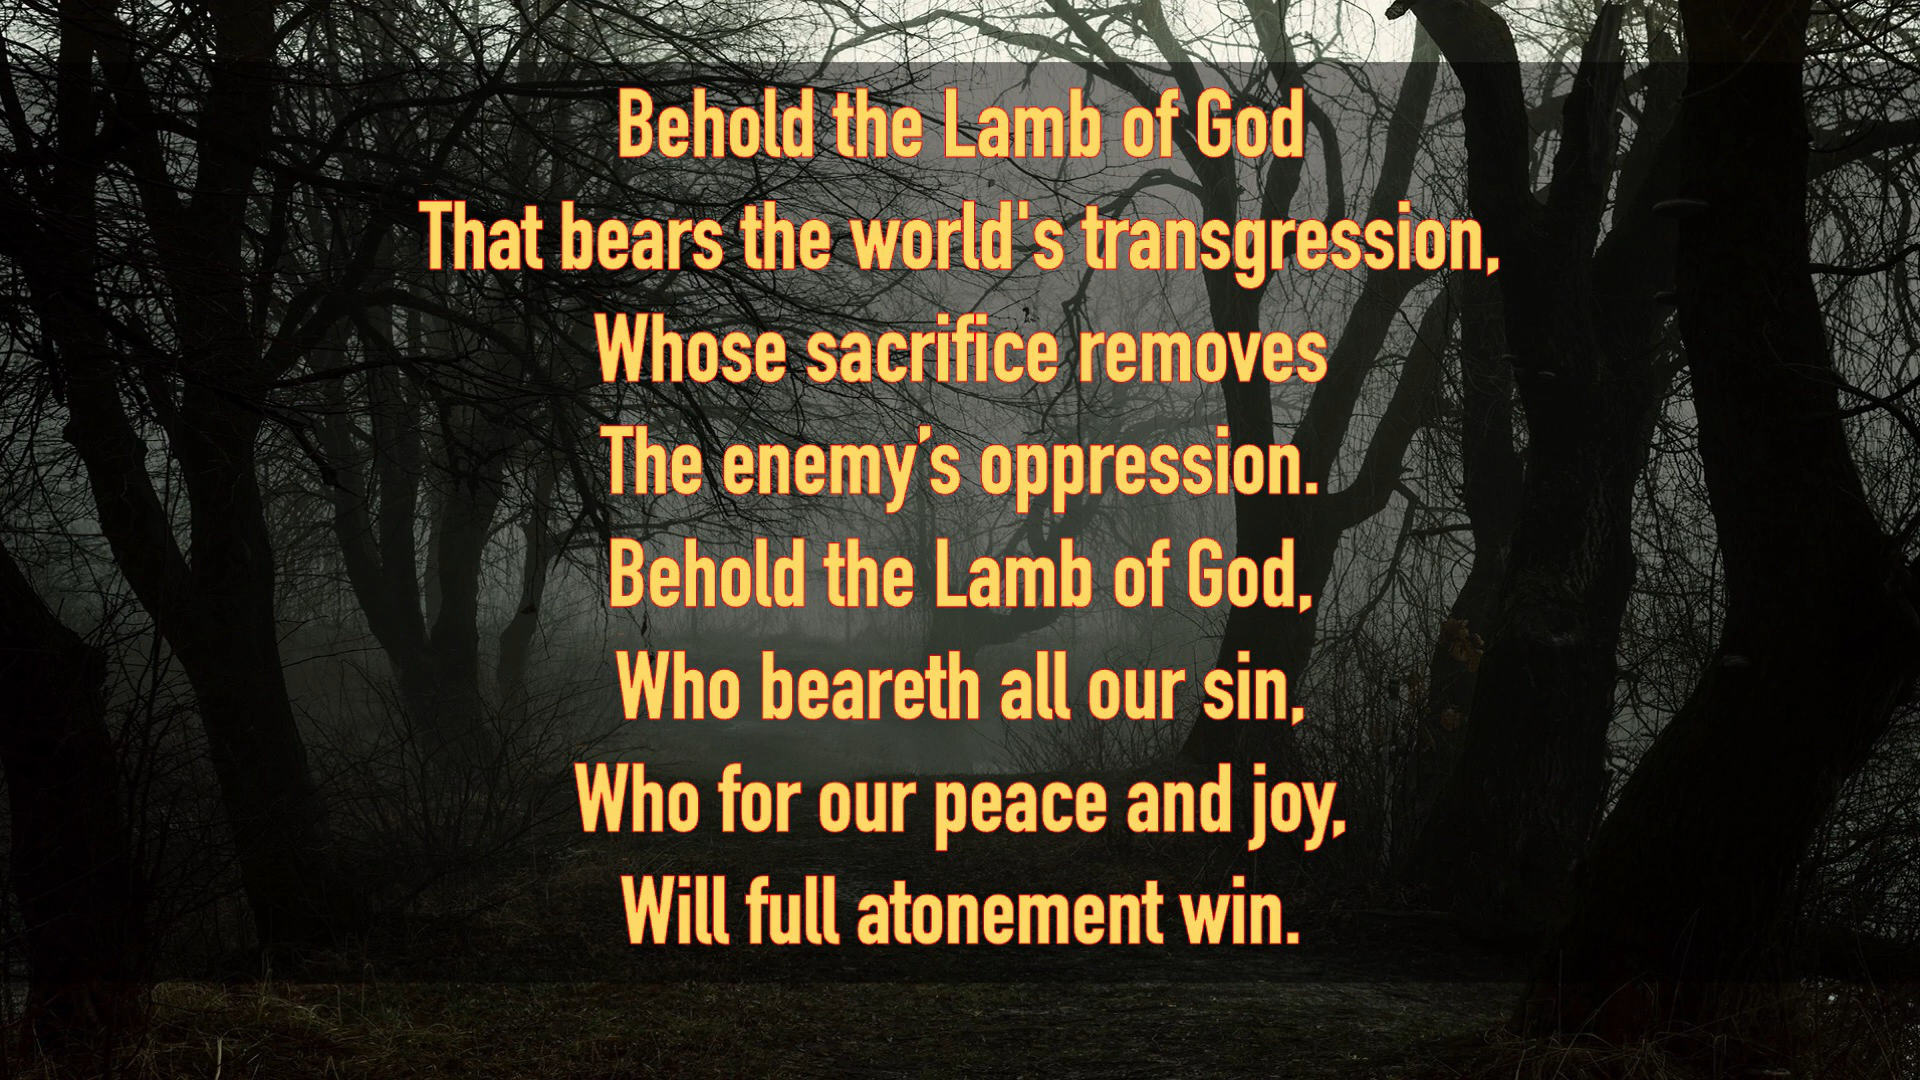 Behold the Lamb of God
That bears the world's transgression,
Whose sacrifice removes
The enemy’s oppression.
Behold the Lamb of God,
Who beareth all our sin,
Who for our peace and joy,
Will full atonement win.